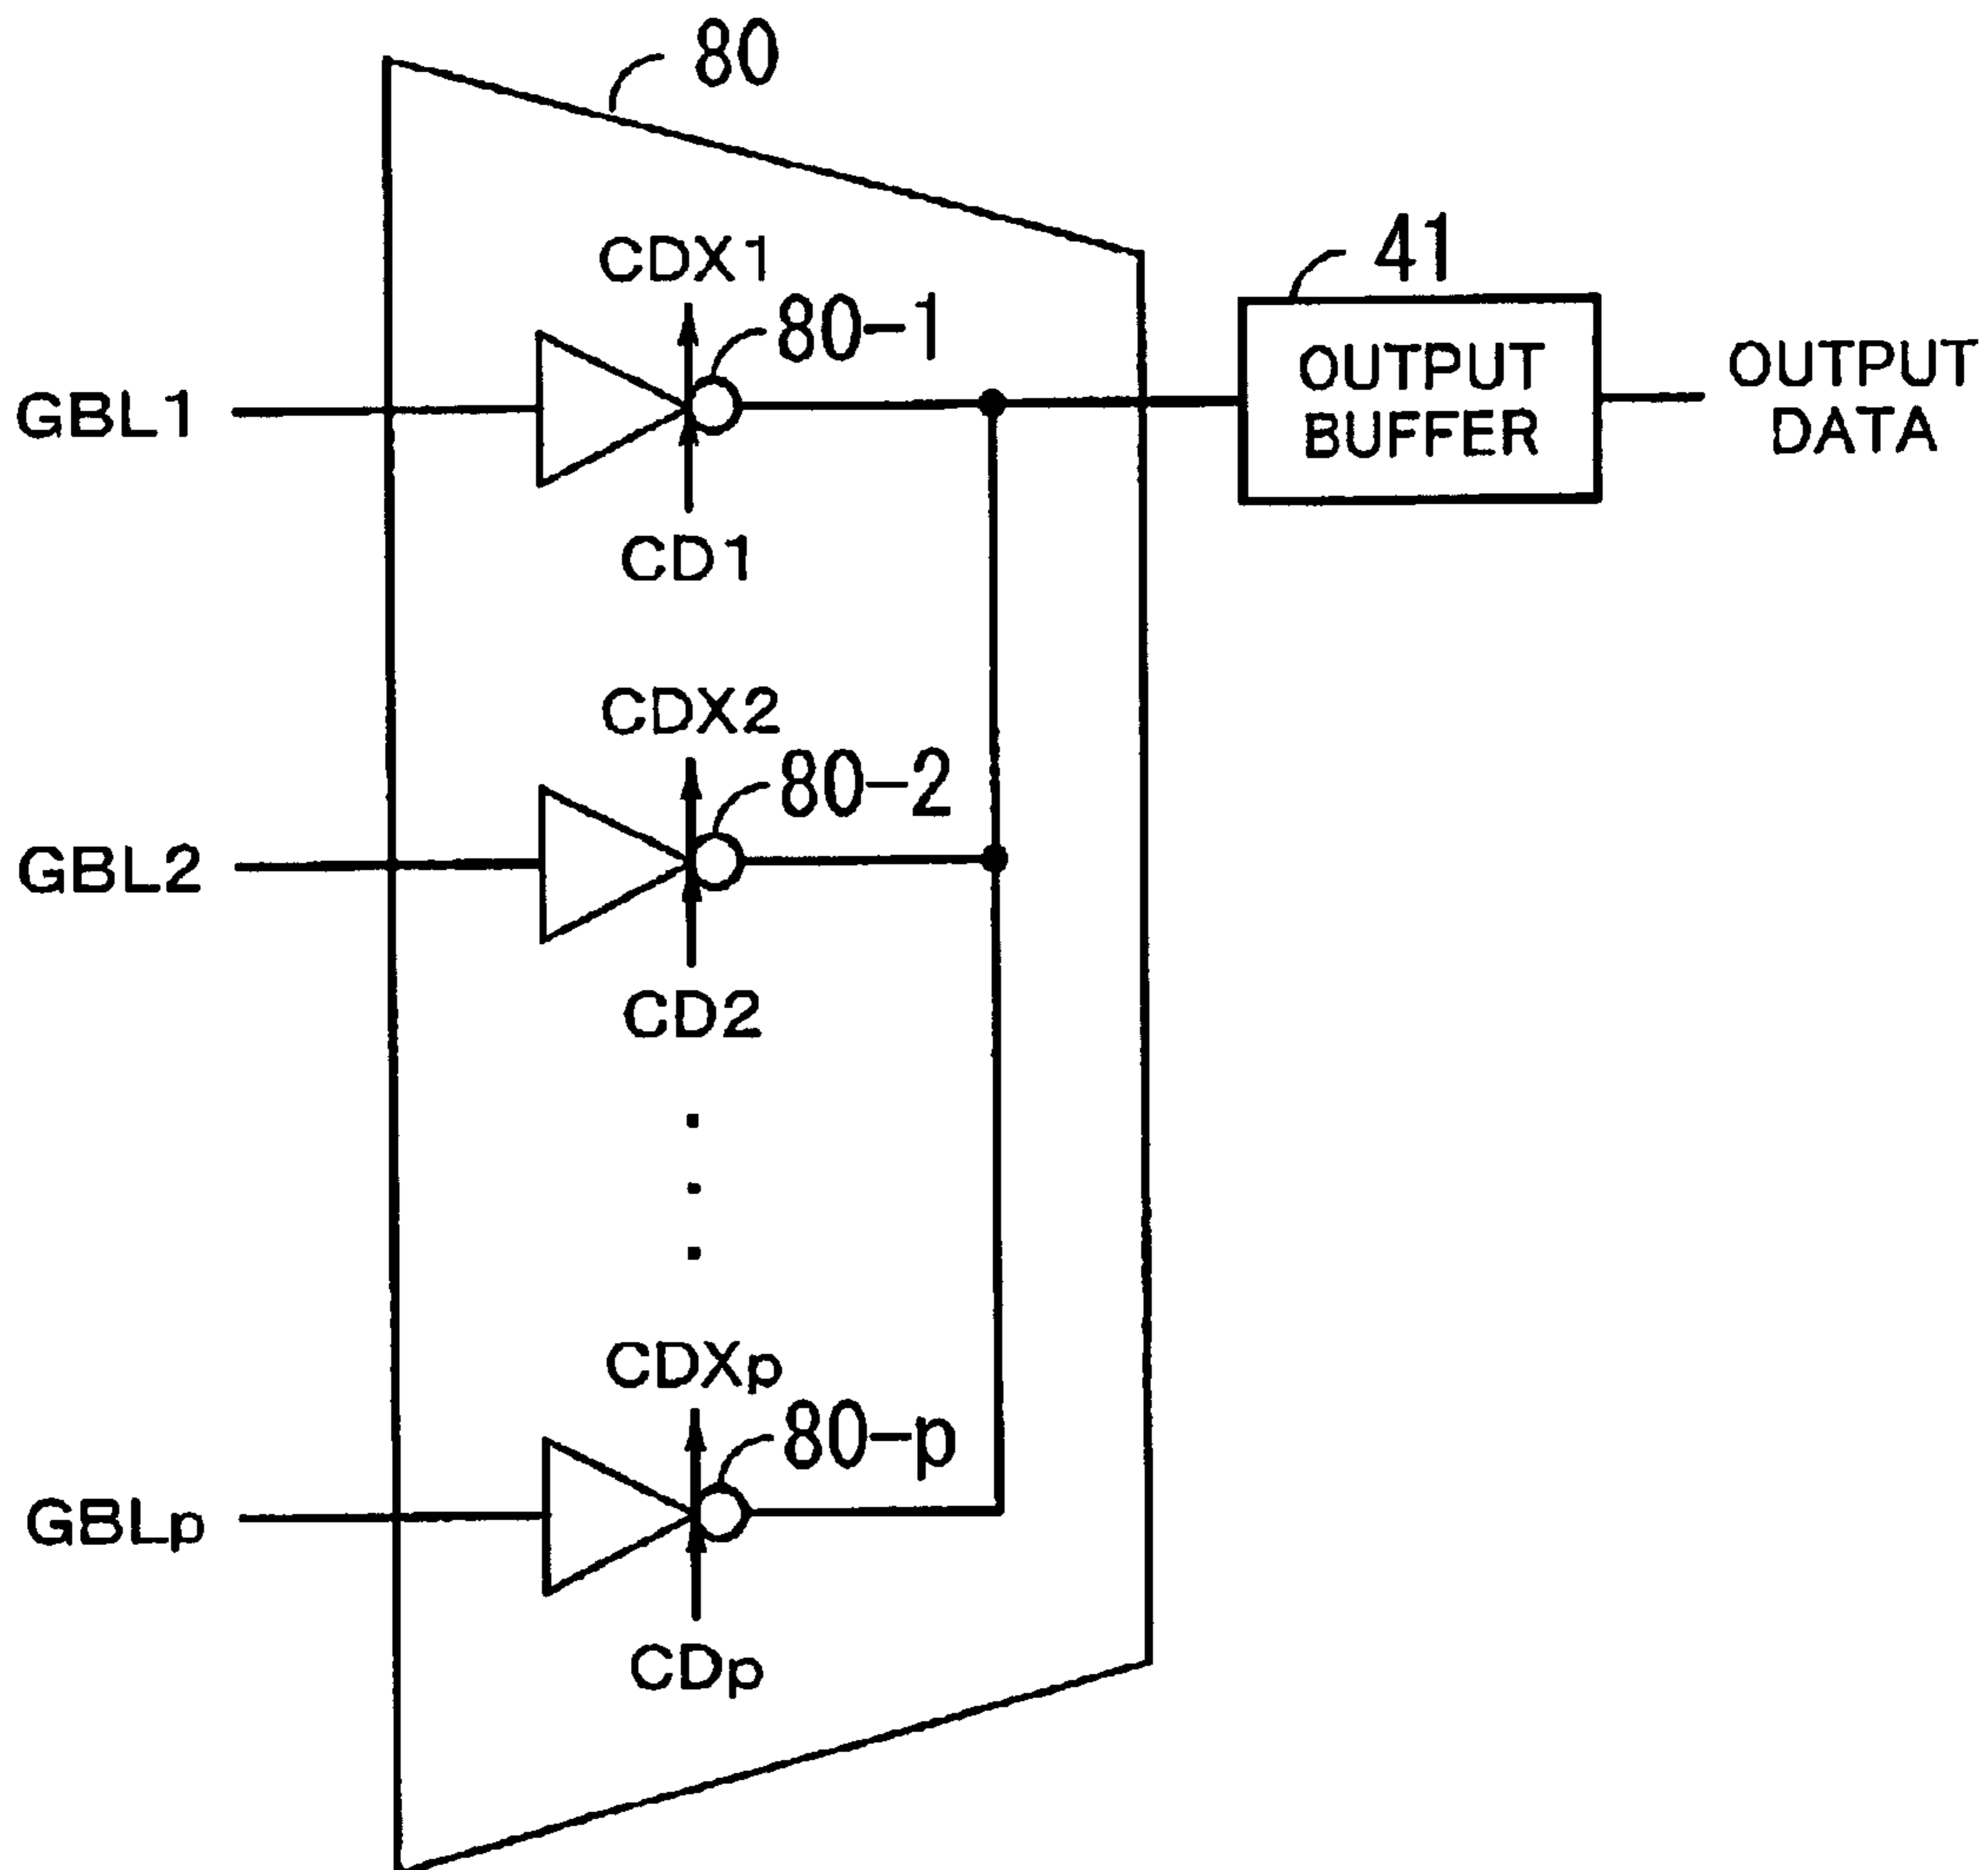 80
41
CDX1
80-1
GBL1
OUTPUT
BUFFER
OUTPUT
DATA
CD1
CDX2
80-2
GBL2
CD2
CDXp
80-p
GBLp
CDp